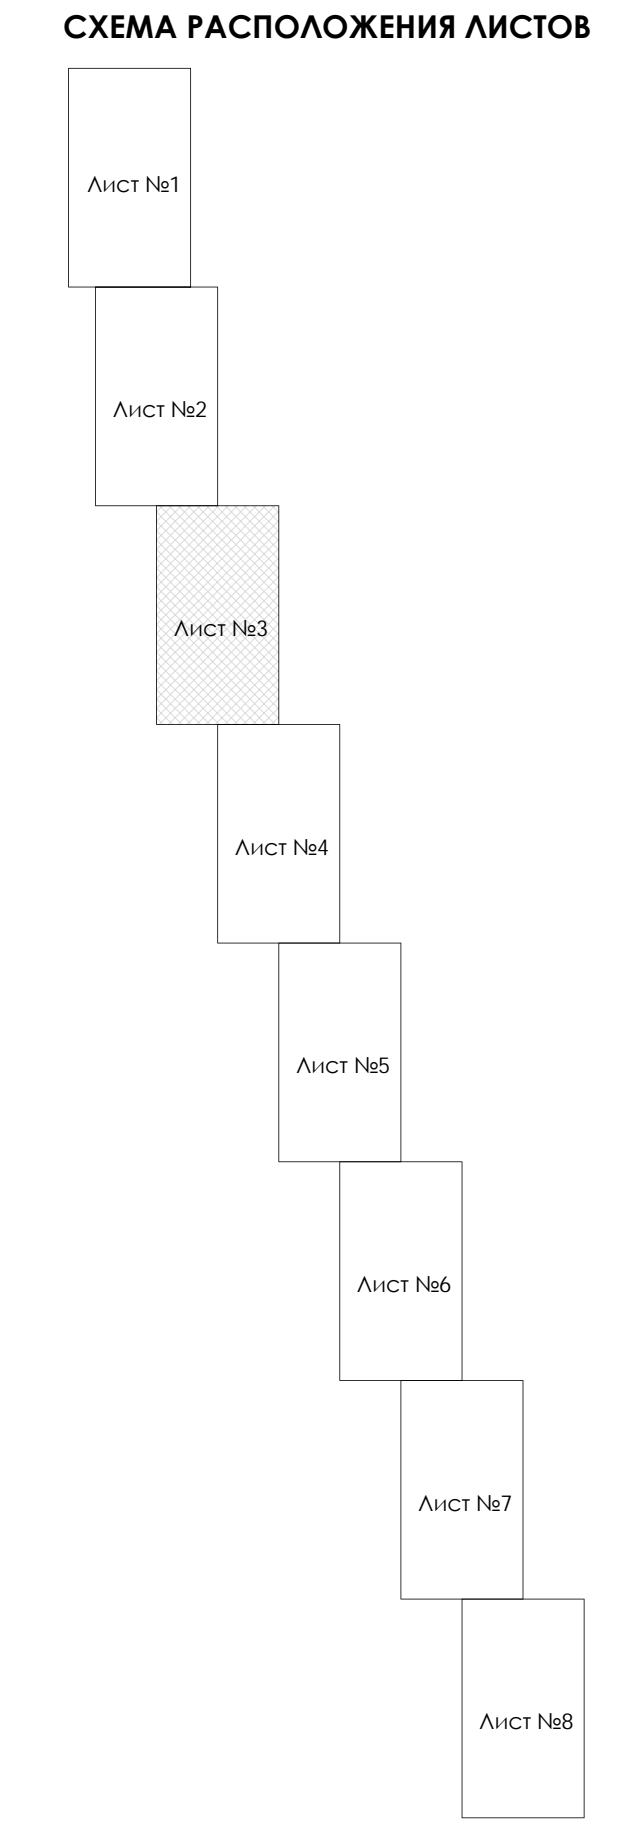 СХЕМА РАСПОЛОЖЕНИЯ ЛИСТОВ
Лист №1
Лист №2
Лист №3
Лист №4
Лист №5
Лист №6
Лист №7
Лист №8